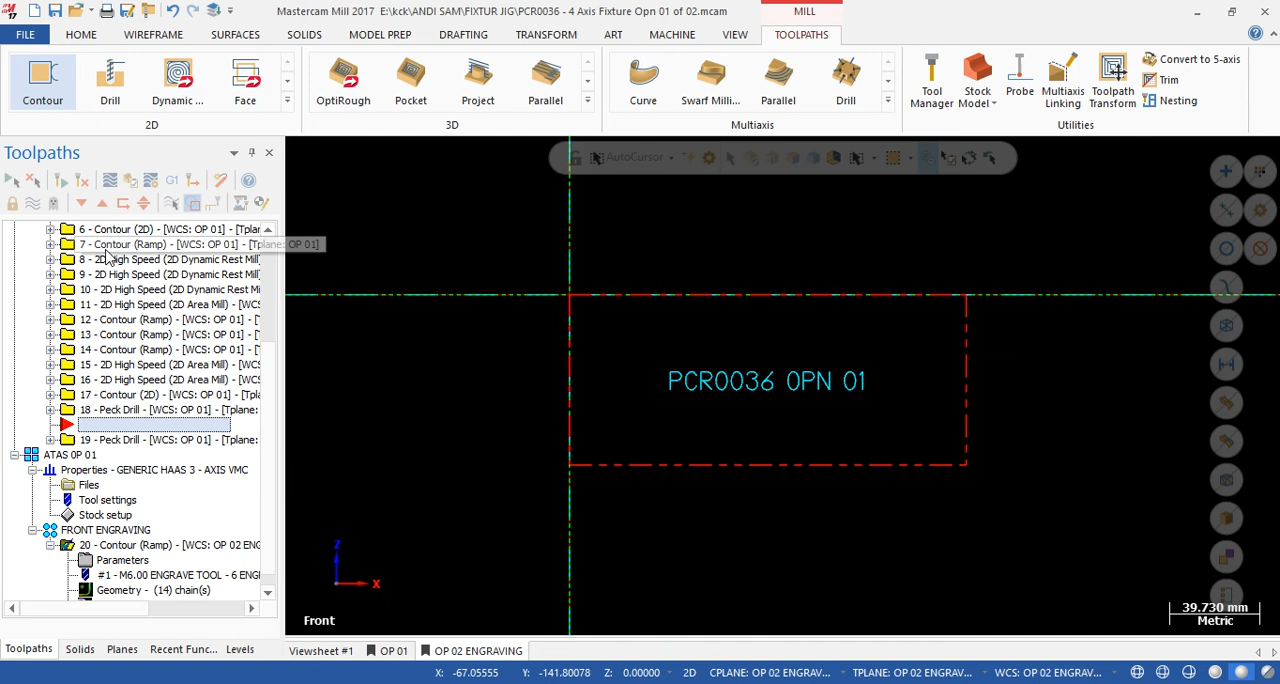 Mastercam Mill 2017  E:\kck\ANDI SAM\FIXTUR JIG\PCR0036 - 4 Axis Fixture Opn 01 of 02.mcam
MILL
FILE HOME WIREFRAME SURFACES SOLIDS MODEL PREP DRAFTING TRANSFORM ART MACHINE VIEW TOOLPATHS
Contour Drill Dynamic ... Face
2D
OptiRough Pocket Project Parallel
3D
Curve Swarf Milli... Parallel Drill
Multiaxis
Tool Manager Stock Model Probe Multiaxis Linking Toolpath Transform
Convert to 5-axis
Trim
Nesting
Utilities
Toolpaths
G1
AutoCursor
6 - Contour (2D) - [WCS: OP 01] - [Tplan
7 - Contour (Ramp) - [WCS: OP 01] - [Tplane: OP 01]
8 - 2D High Speed (2D Dynamic Rest Mill
9 - 2D High Speed (2D Dynamic Rest Mill
10 - 2D High Speed (2D Dynamic Rest Mi
11 - 2D High Speed (2D Area Mill) - [WCS
12 - Contour (Ramp) - [WCS: OP 01] - [
13 - Contour (Ramp) - [WCS: OP 01] - [
14 - Contour (Ramp) - [WCS: OP 01] - [
15 - 2D High Speed (2D Area Mill) - [WCS
16 - 2D High Speed (2D Area Mill) - [WCS
17 - Contour (2D) - [WCS: OP 01] - [Tpla
18 - Peck Drill - [WCS: OP 01] - [Tplane:
19 - Peck Drill - [WCS: OP 01] - [Tplane:
ATAS OP 01
Properties - GENERIC HAAS 3 - AXIS VMC
Files
Tool settings
Stock setup
FRONT ENGRAVING
20 - Contour (Ramp) - [WCS: OP 02 ENG
Parameters
#1 - M6.00 ENGRAVE TOOL - 6 ENG
Geometry - (14) chain(s)
PCR0036 OPN 01
Z
X
Front
39.730 mm
Metric
Toolpaths Solids Planes Recent Func... Levels
Viewsheet #1 OP 01 OP 02 ENGRAVING
X: -67.05555 Y: -141.80078 Z: 0.00000 2D CPLANE: OP 02 ENGRAV... TPLANE: OP 02 ENGRAV... WCS: OP 02 ENGRAV...